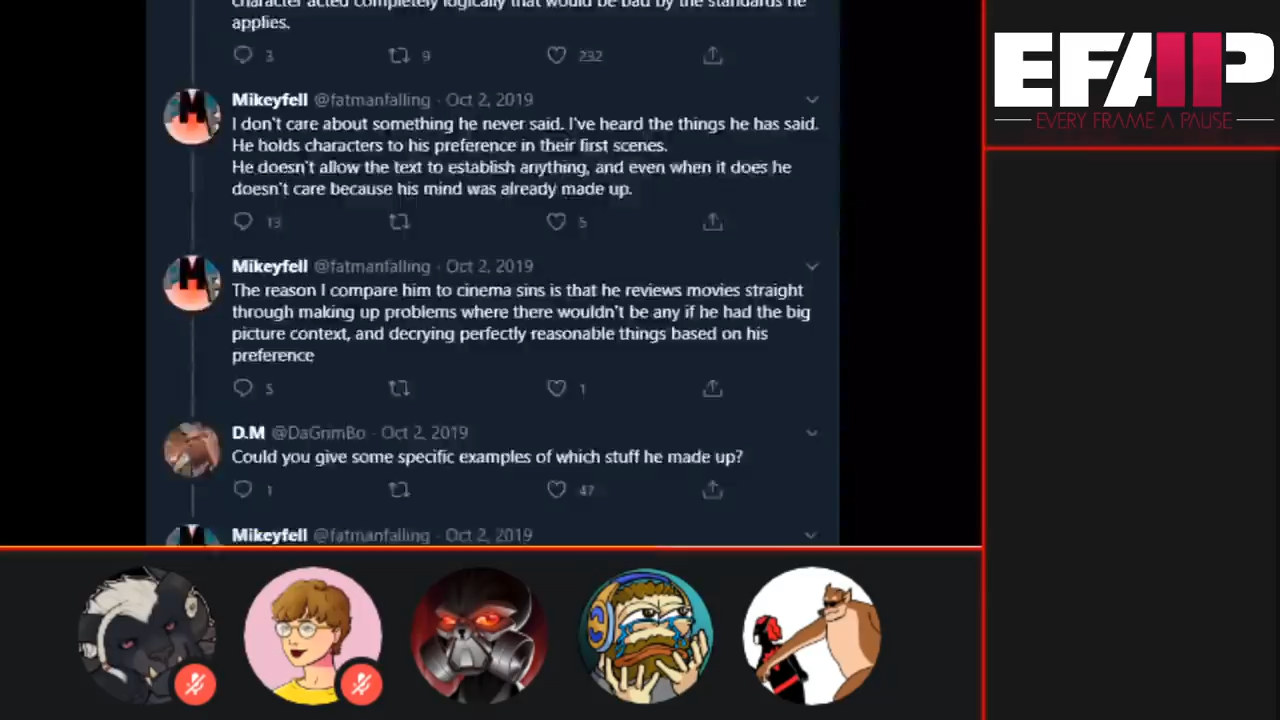 character acted completely logically that would be bad by the standards he
applies.
3 9 232
Mikeyfell @fatmanfalling · Oct 2, 2019
I don't care about something he never said. I've heard the things he has said.
He holds characters to his preference in their first scenes.
He doesn't allow the text to establish anything, and even when it does he
doesn't care because his mind was already made up.
13 5
Mikeyfell @fatmanfalling · Oct 2, 2019
The reason I compare him to cinema sins is that he reviews movies straight
through making up problems where there wouldn't be any if he had the big
picture context, and decrying perfectly reasonable things based on his
preference
5 1
D.M @DaGrimBo · Oct 2, 2019
Could you give some specific examples of which stuff he made up?
1 47
Mikeyfell @fatmanfalling · Oct 2, 2019
EFAP
EVERY FRAME A PAUSE